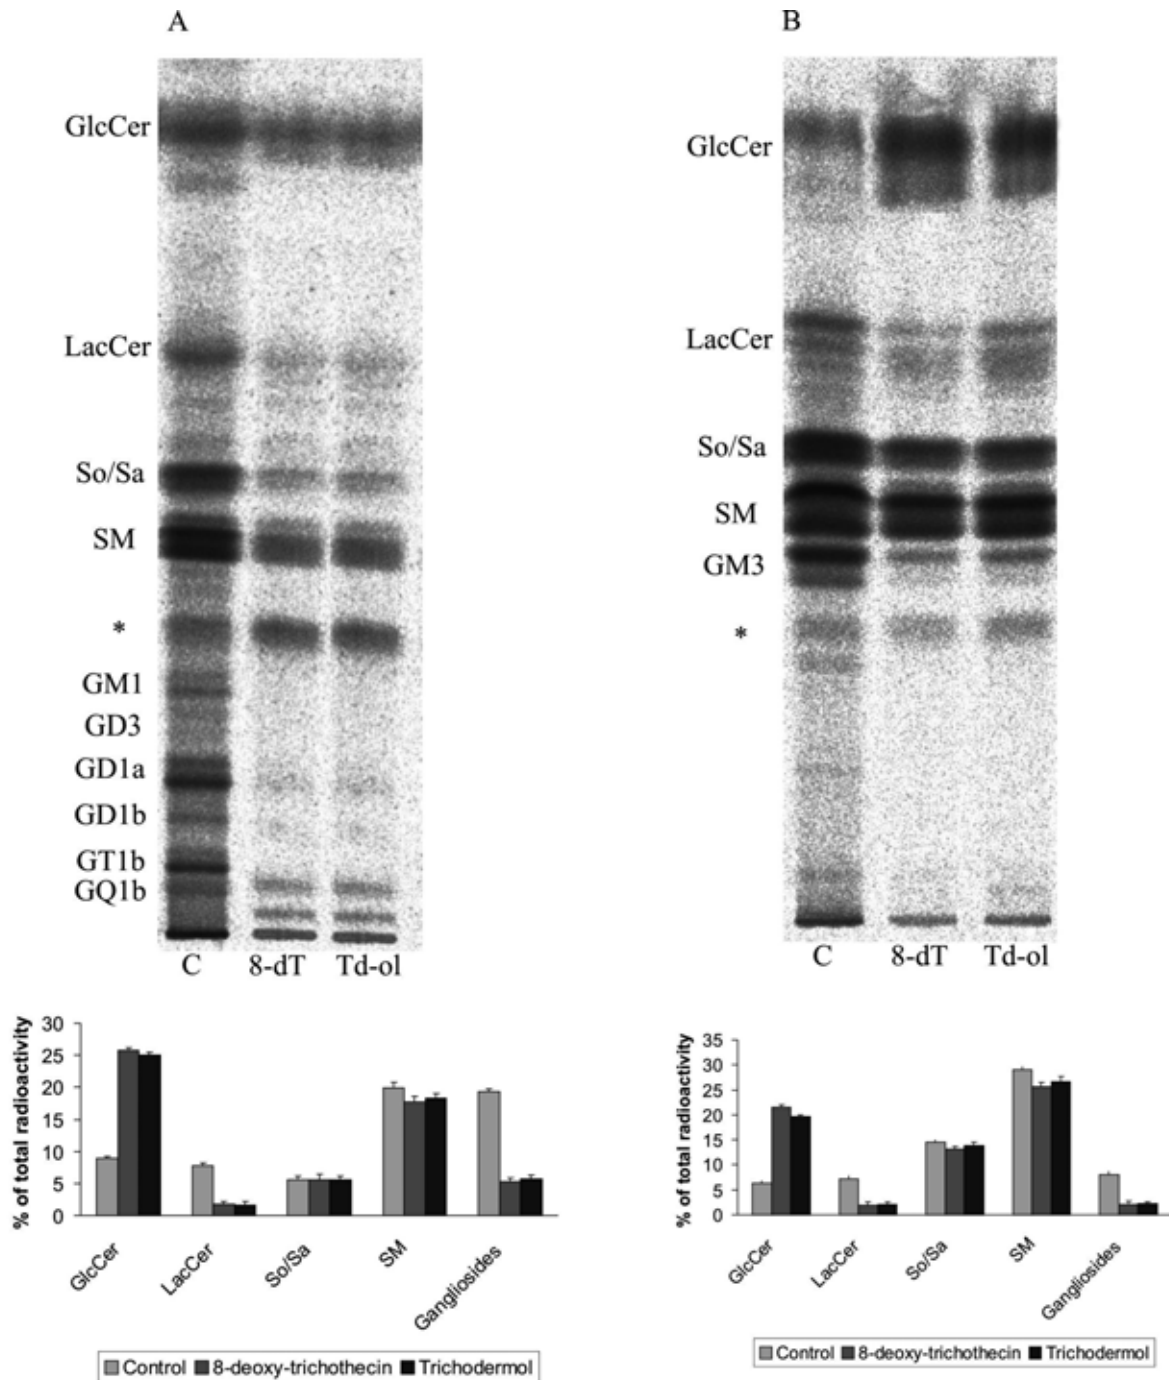 A
GlcCer
LacCer
So/Sa
SM
*
GM1
GD3
GD1a
GD1b
GT1b
GQ1b
C 8-dT Td-ol
% of total radioactivity
30
25
20
15
10
5
0
GlcCer
LacCer
So/Sa
SM
Gangliosides
Control 8-deoxy-trichothecin Trichodermol
B
GlcCer
LacCer
So/Sa
SM
GM3
*
C 8-dT Td-ol
% of total radioactivity
35
30
25
20
15
10
5
0
GlcCer
LacCer
So/Sa
SM
Gangliosides
Control 8-deoxy-trichothecin Trichodermol